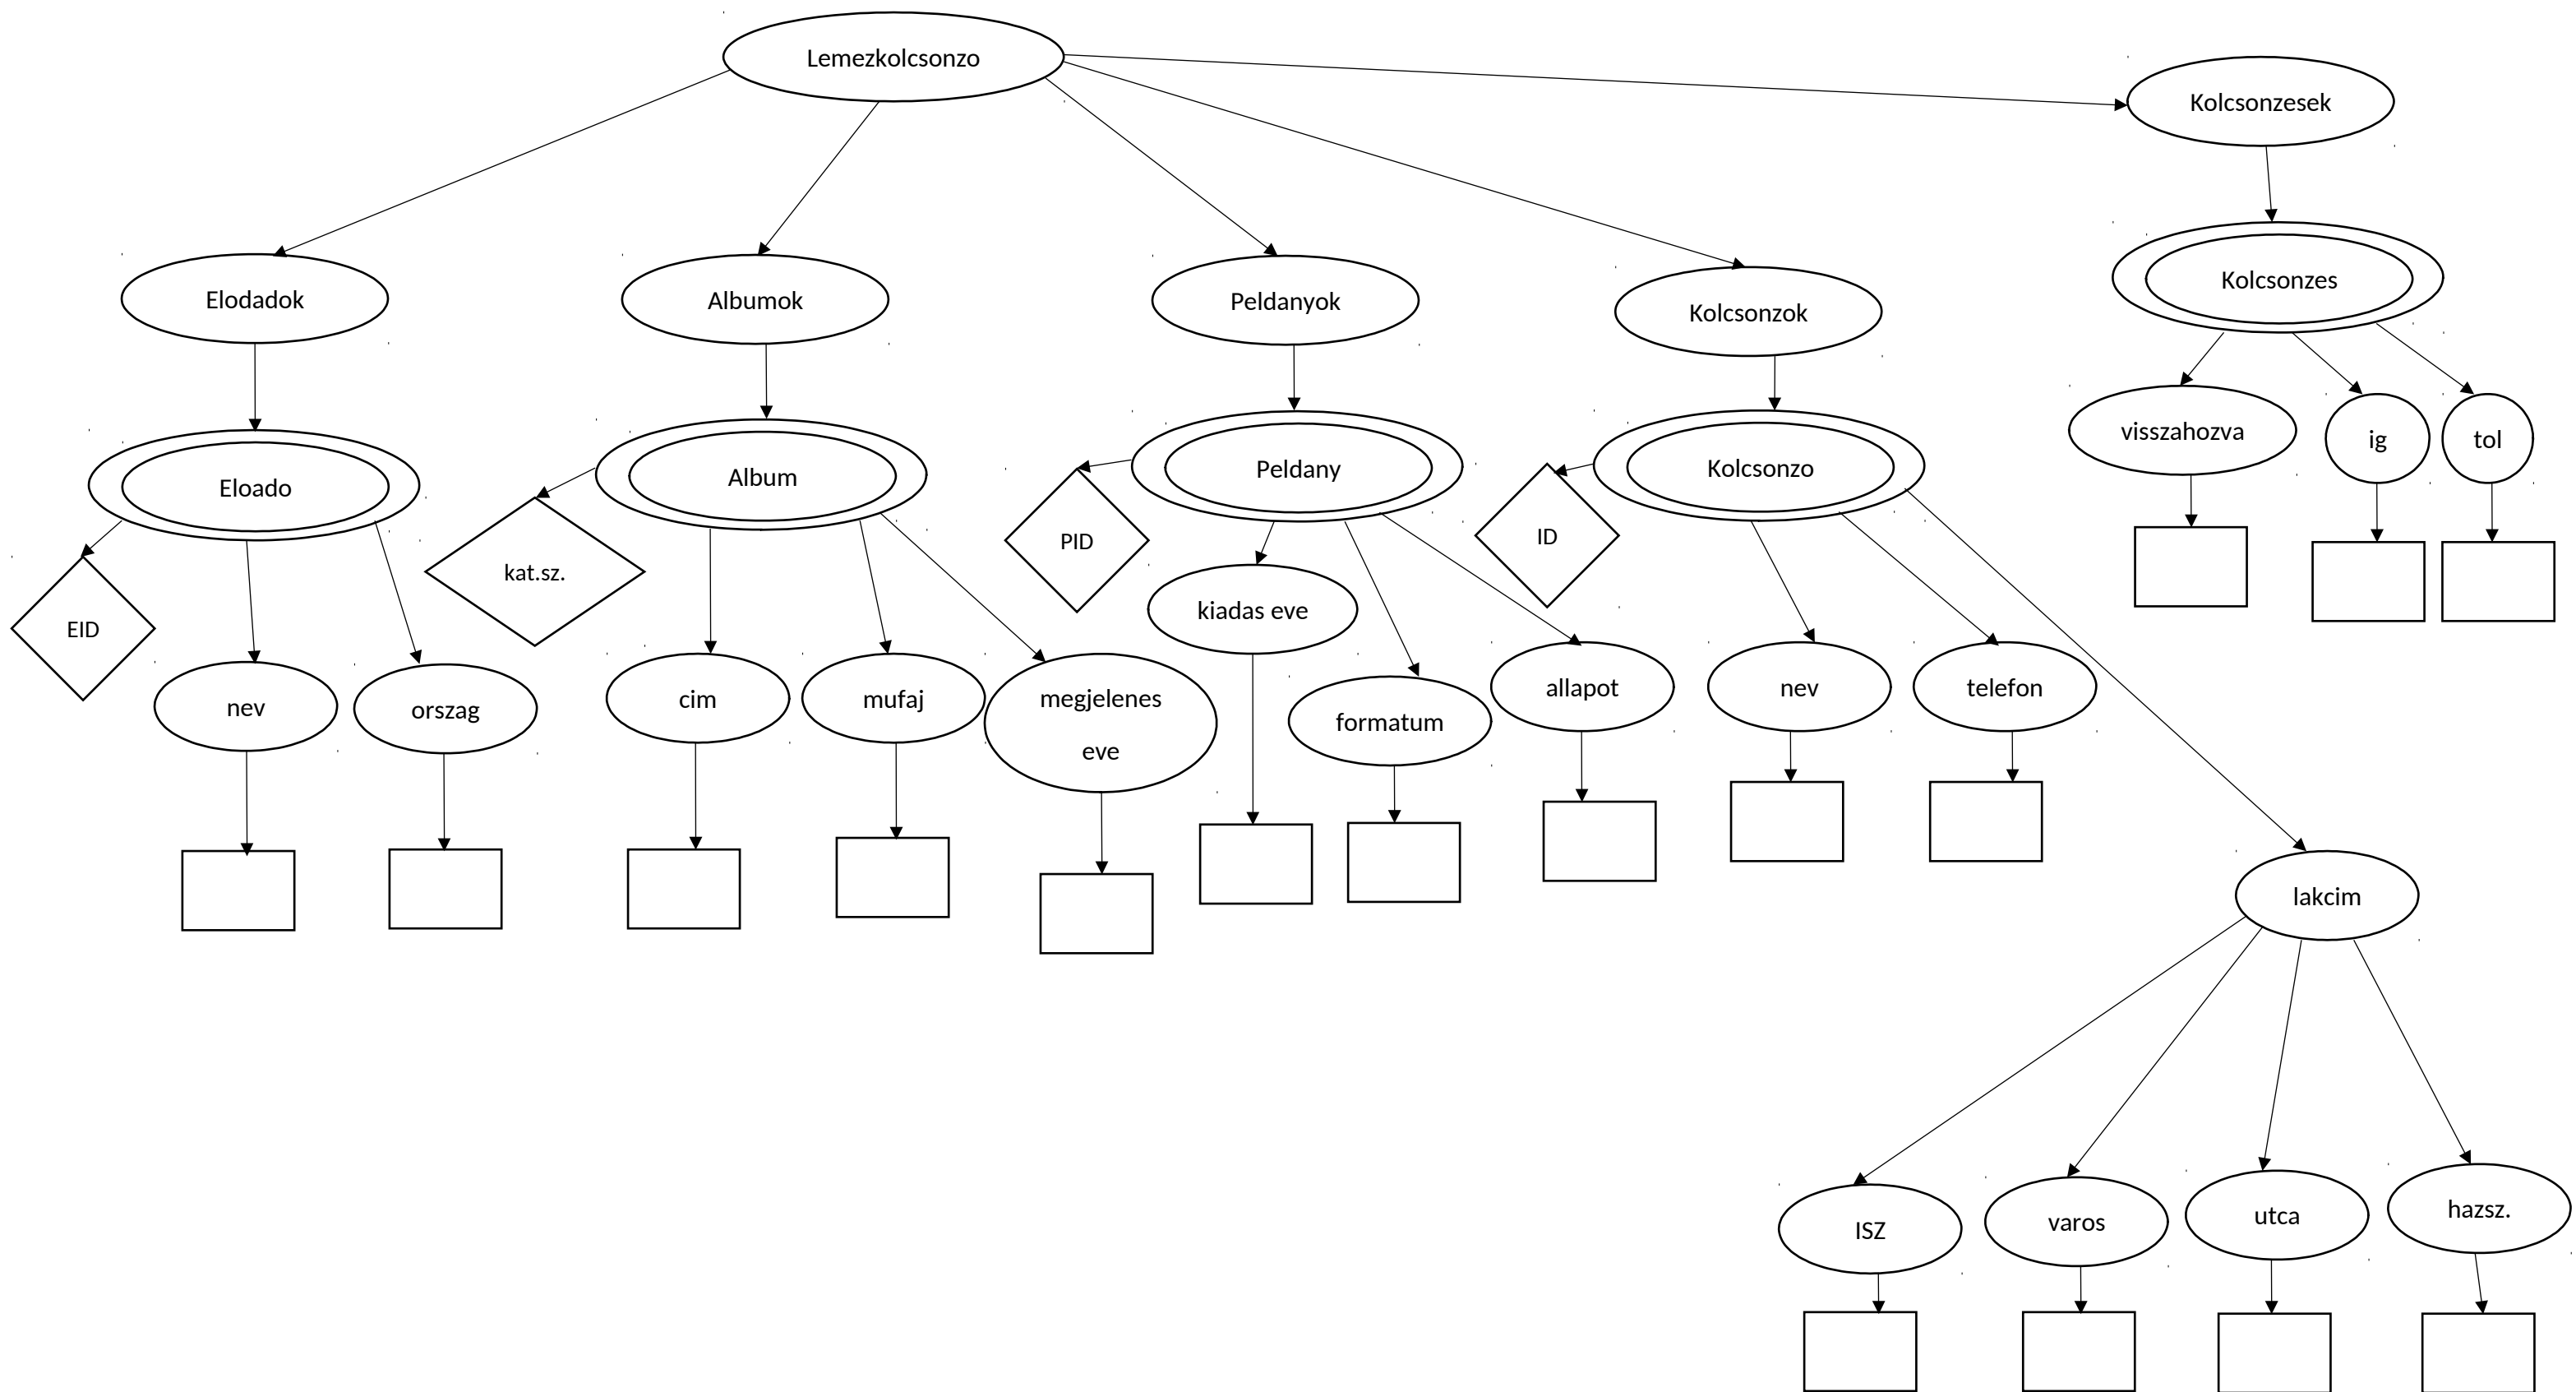 Lemezkolcsonzo
Kolcsonzesek
Elodadok
Albumok
Peldanyok
Kolcsonzok
Kolcsonzes
Eloado
Album
Peldany
Kolcsonzo
visszahozva
ig
tol
EID
kat.sz.
PID
ID
kiadas eve
nev
orszag
cim
mufaj
megjelenes
eve
formatum
allapot
nev
telefon
lakcim
ISZ
varos
utca
hazsz.